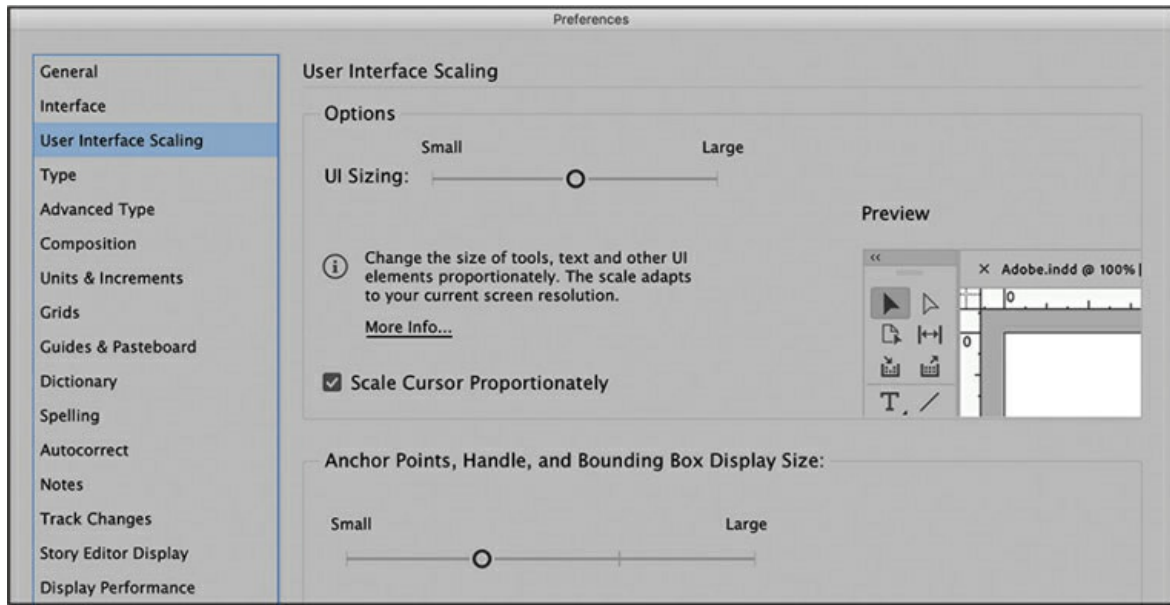 Preferences
General
Interface
User Interface Scaling
Type
Advanced Type
Composition
Units & Increments
Grids
Guides & Pasteboard
Dictionary
Spelling
Autocorrect
Notes
Track Changes
Story Editor Display
Display Performance
User Interface Scaling
Options
Small Large
UI Sizing:
Change the size of tools, text and other UI
elements proportionately. The scale adapts
to your current screen resolution.
More Info...
Scale Cursor Proportionately
Preview
Adobe.indd @ 100%
0
0
Anchor Points, Handle, and Bounding Box Display Size:
Small Large